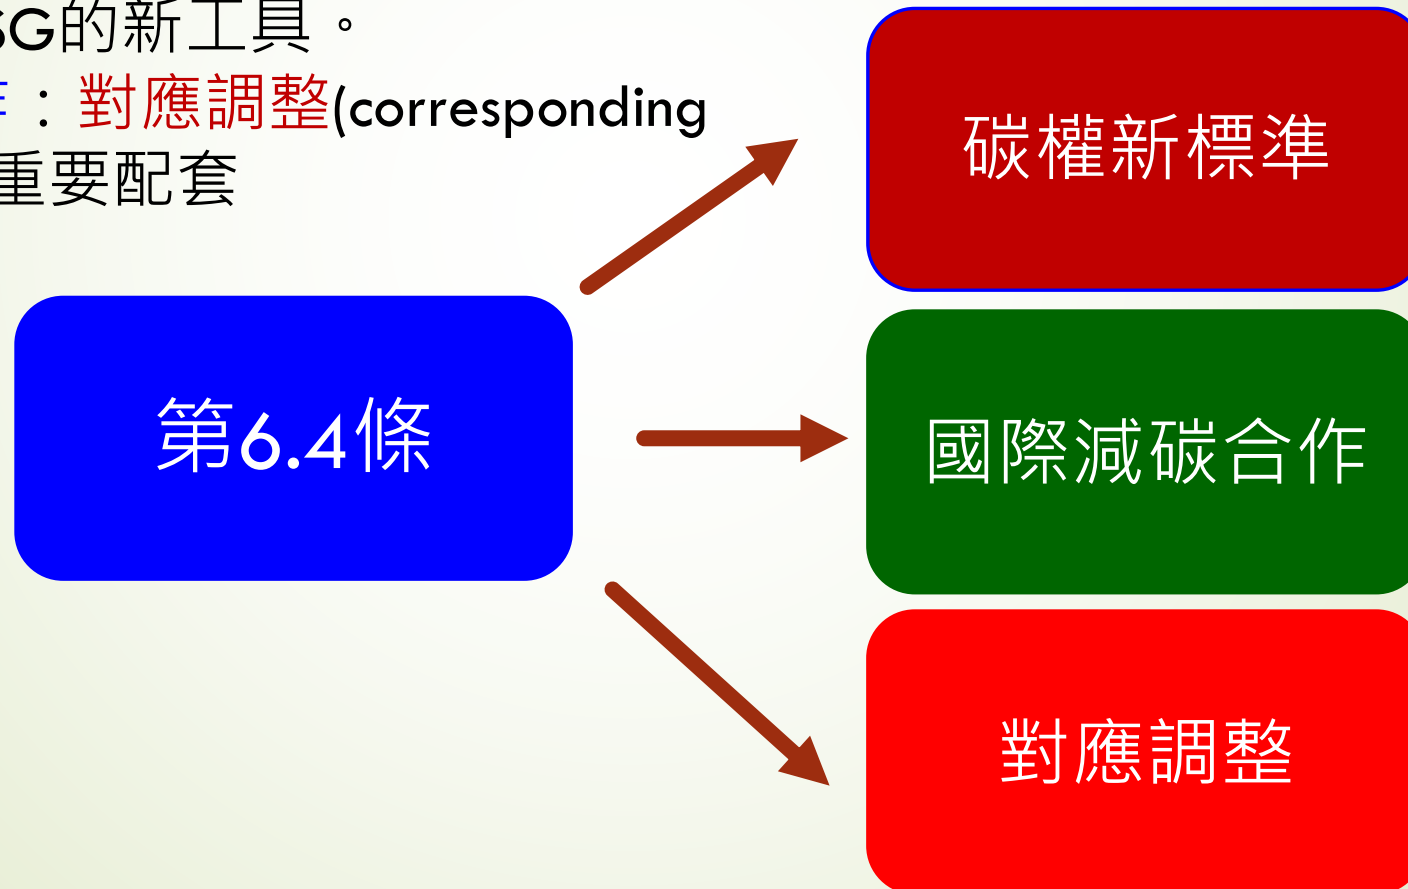 SG的新工具。
：對應調整(corresponding
重要配套
碳權新標準
第6.4條
國際減碳合作
對應調整